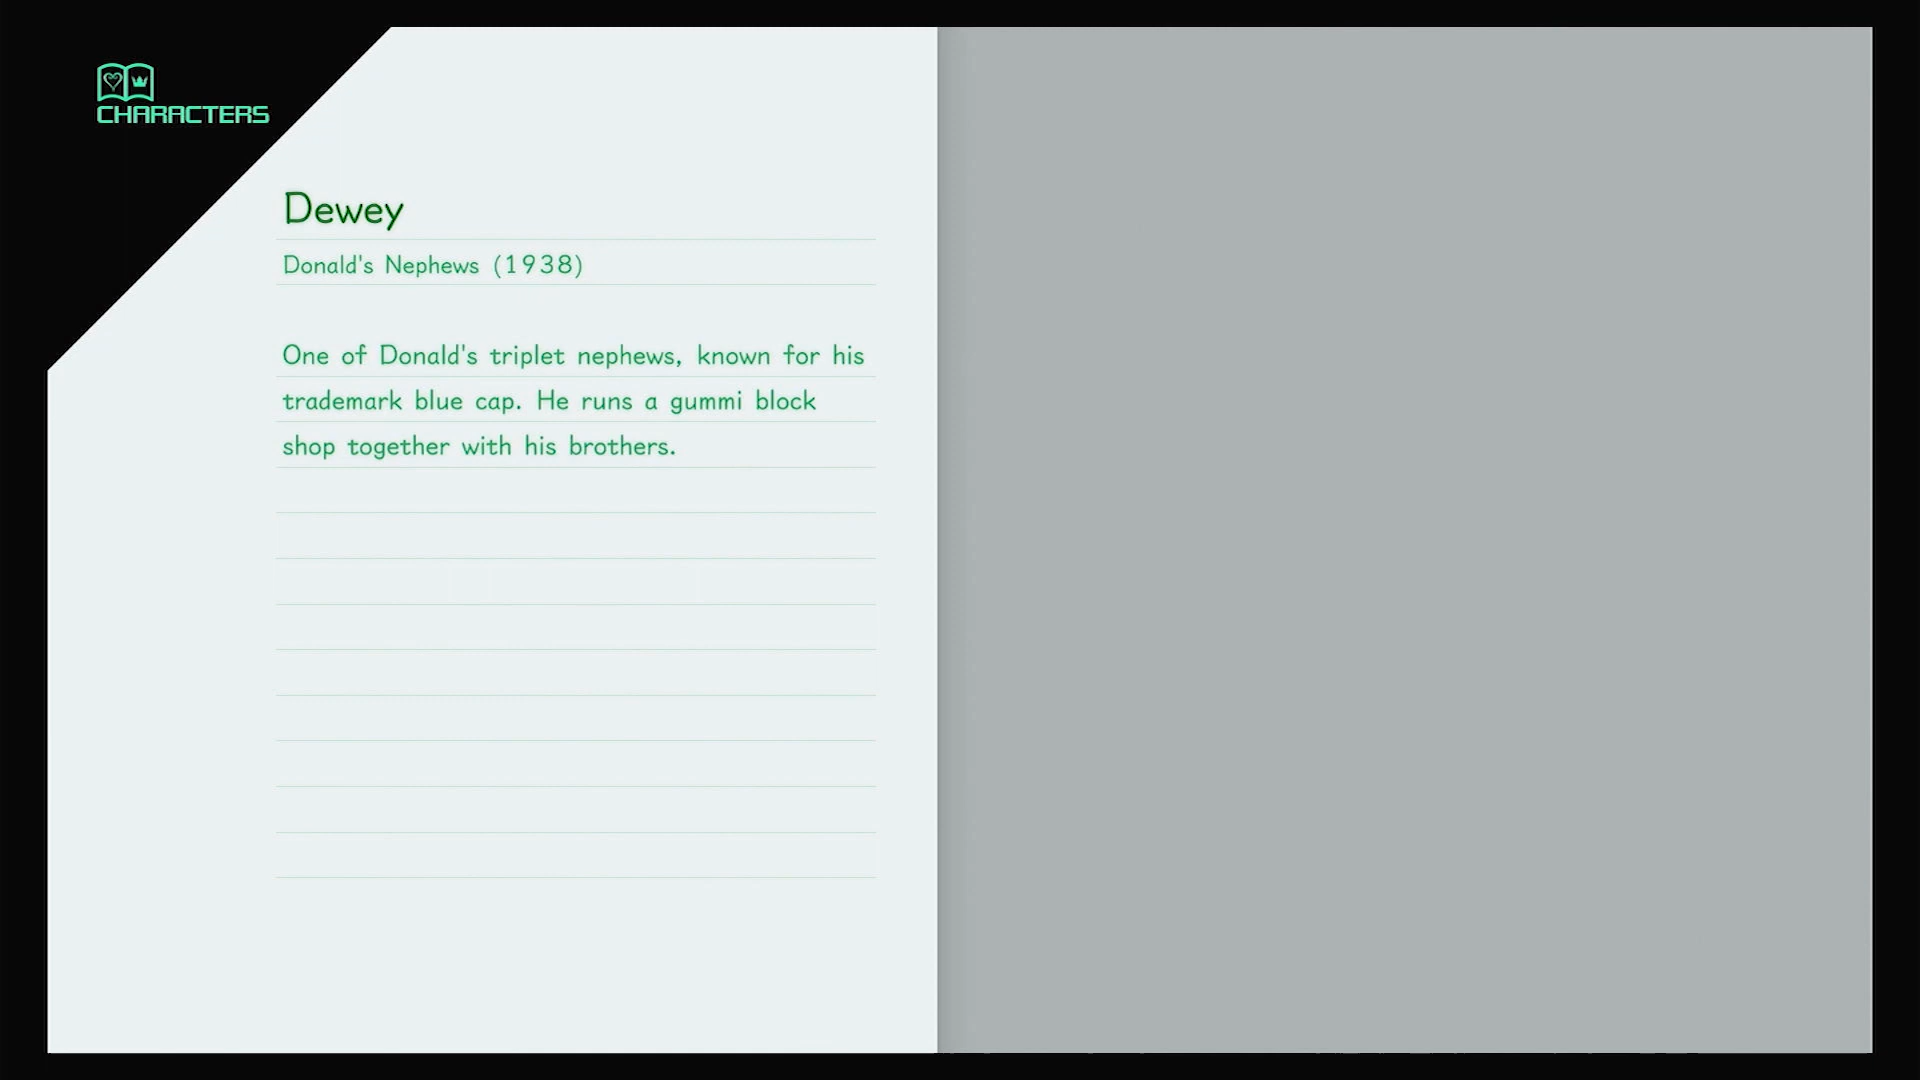 CHARACTERS
Dewey
Donald's Nephews (1938)
One of Donald's triplet nephews, known for his
trademark blue cap. He runs a gummi block
shop together with his brothers.